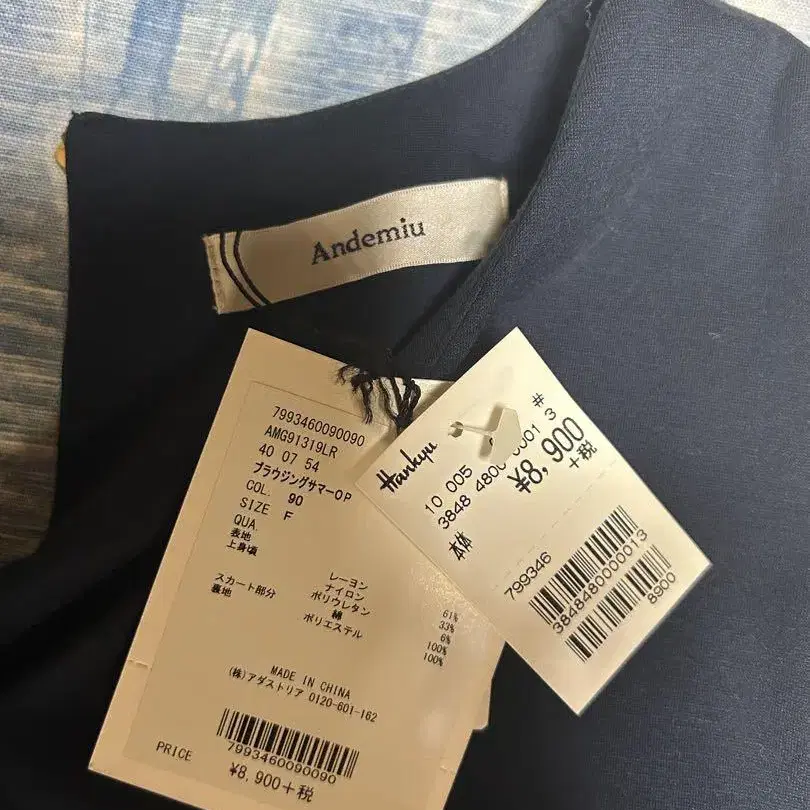 Andemiu
7993460090090
AMG91319LR
40 07 54
ブラウジングサマーOP
COL. 90
SIZE F
QUA.
表地
上身頃
レーヨン 61%
ナイロン 33%
ポリウレタン 6%
スカート部分 綿 100%
裏地 ポリエステル 100%
MADE IN CHINA
(株)アダストリア 0120-601-162
7993460090090
PRICE ¥8,900+税
Hankyu
10 005
3848 4800 0001 3 #
本体 ¥8,900
+税
799346
3848480000013
8900